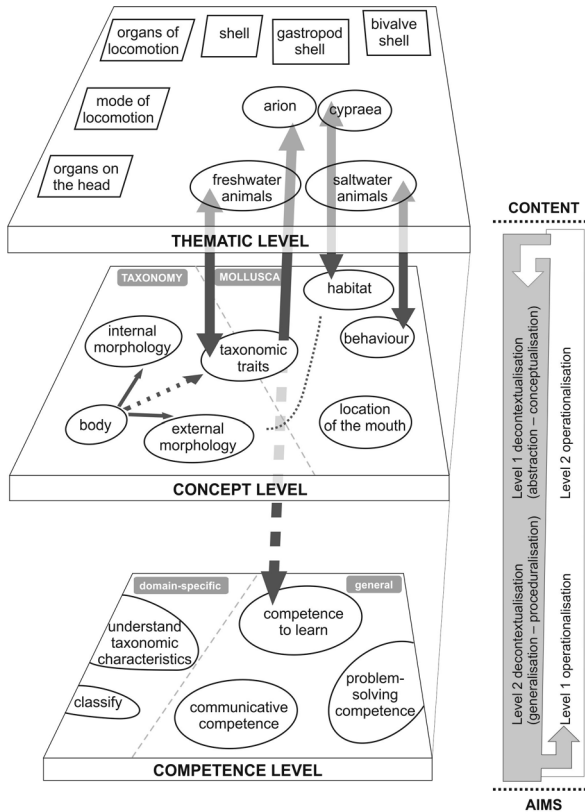 organs of
locomotion
shell
gastropod
shell
bivalve
shell
mode of
locomotion
arion
cypraea
organs on
the head
freshwater
animals
saltwater
animals
THEMATIC LEVEL
TAXONOMY
MOLLUSCA
habitat
internal
morphology
taxonomic
traits
behaviour
body
external
morphology
location
of the mouth
CONCEPT LEVEL
domain-specific
general
understand
taxonomic
characteristics
competence
to learn
classify
communicative
competence
problem-
solving
competence
COMPETENCE LEVEL
CONTENT
Level 1 decontextualisation
(abstraction – conceptualisation)
Level 2 operationalisation
Level 2 decontextualisation
(generalisation – proceduralisation)
Level 1 operationalisation
AIMS